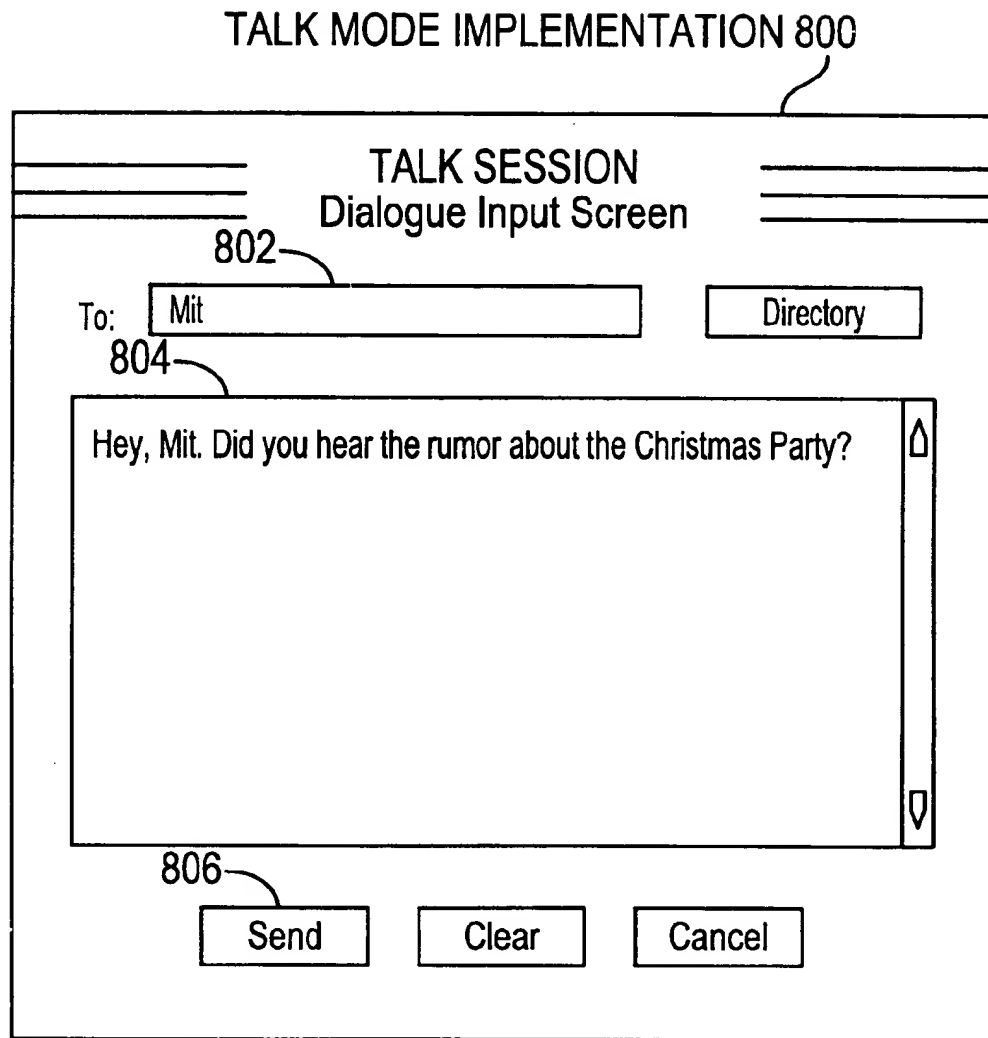 TALK MODE IMPLEMENTATION 800
TALK SESSION
Dialogue Input Screen
802
To: Mit Directory
804
Hey, Mit. Did you hear the rumor about the Christmas Party?
806
Send Clear Cancel